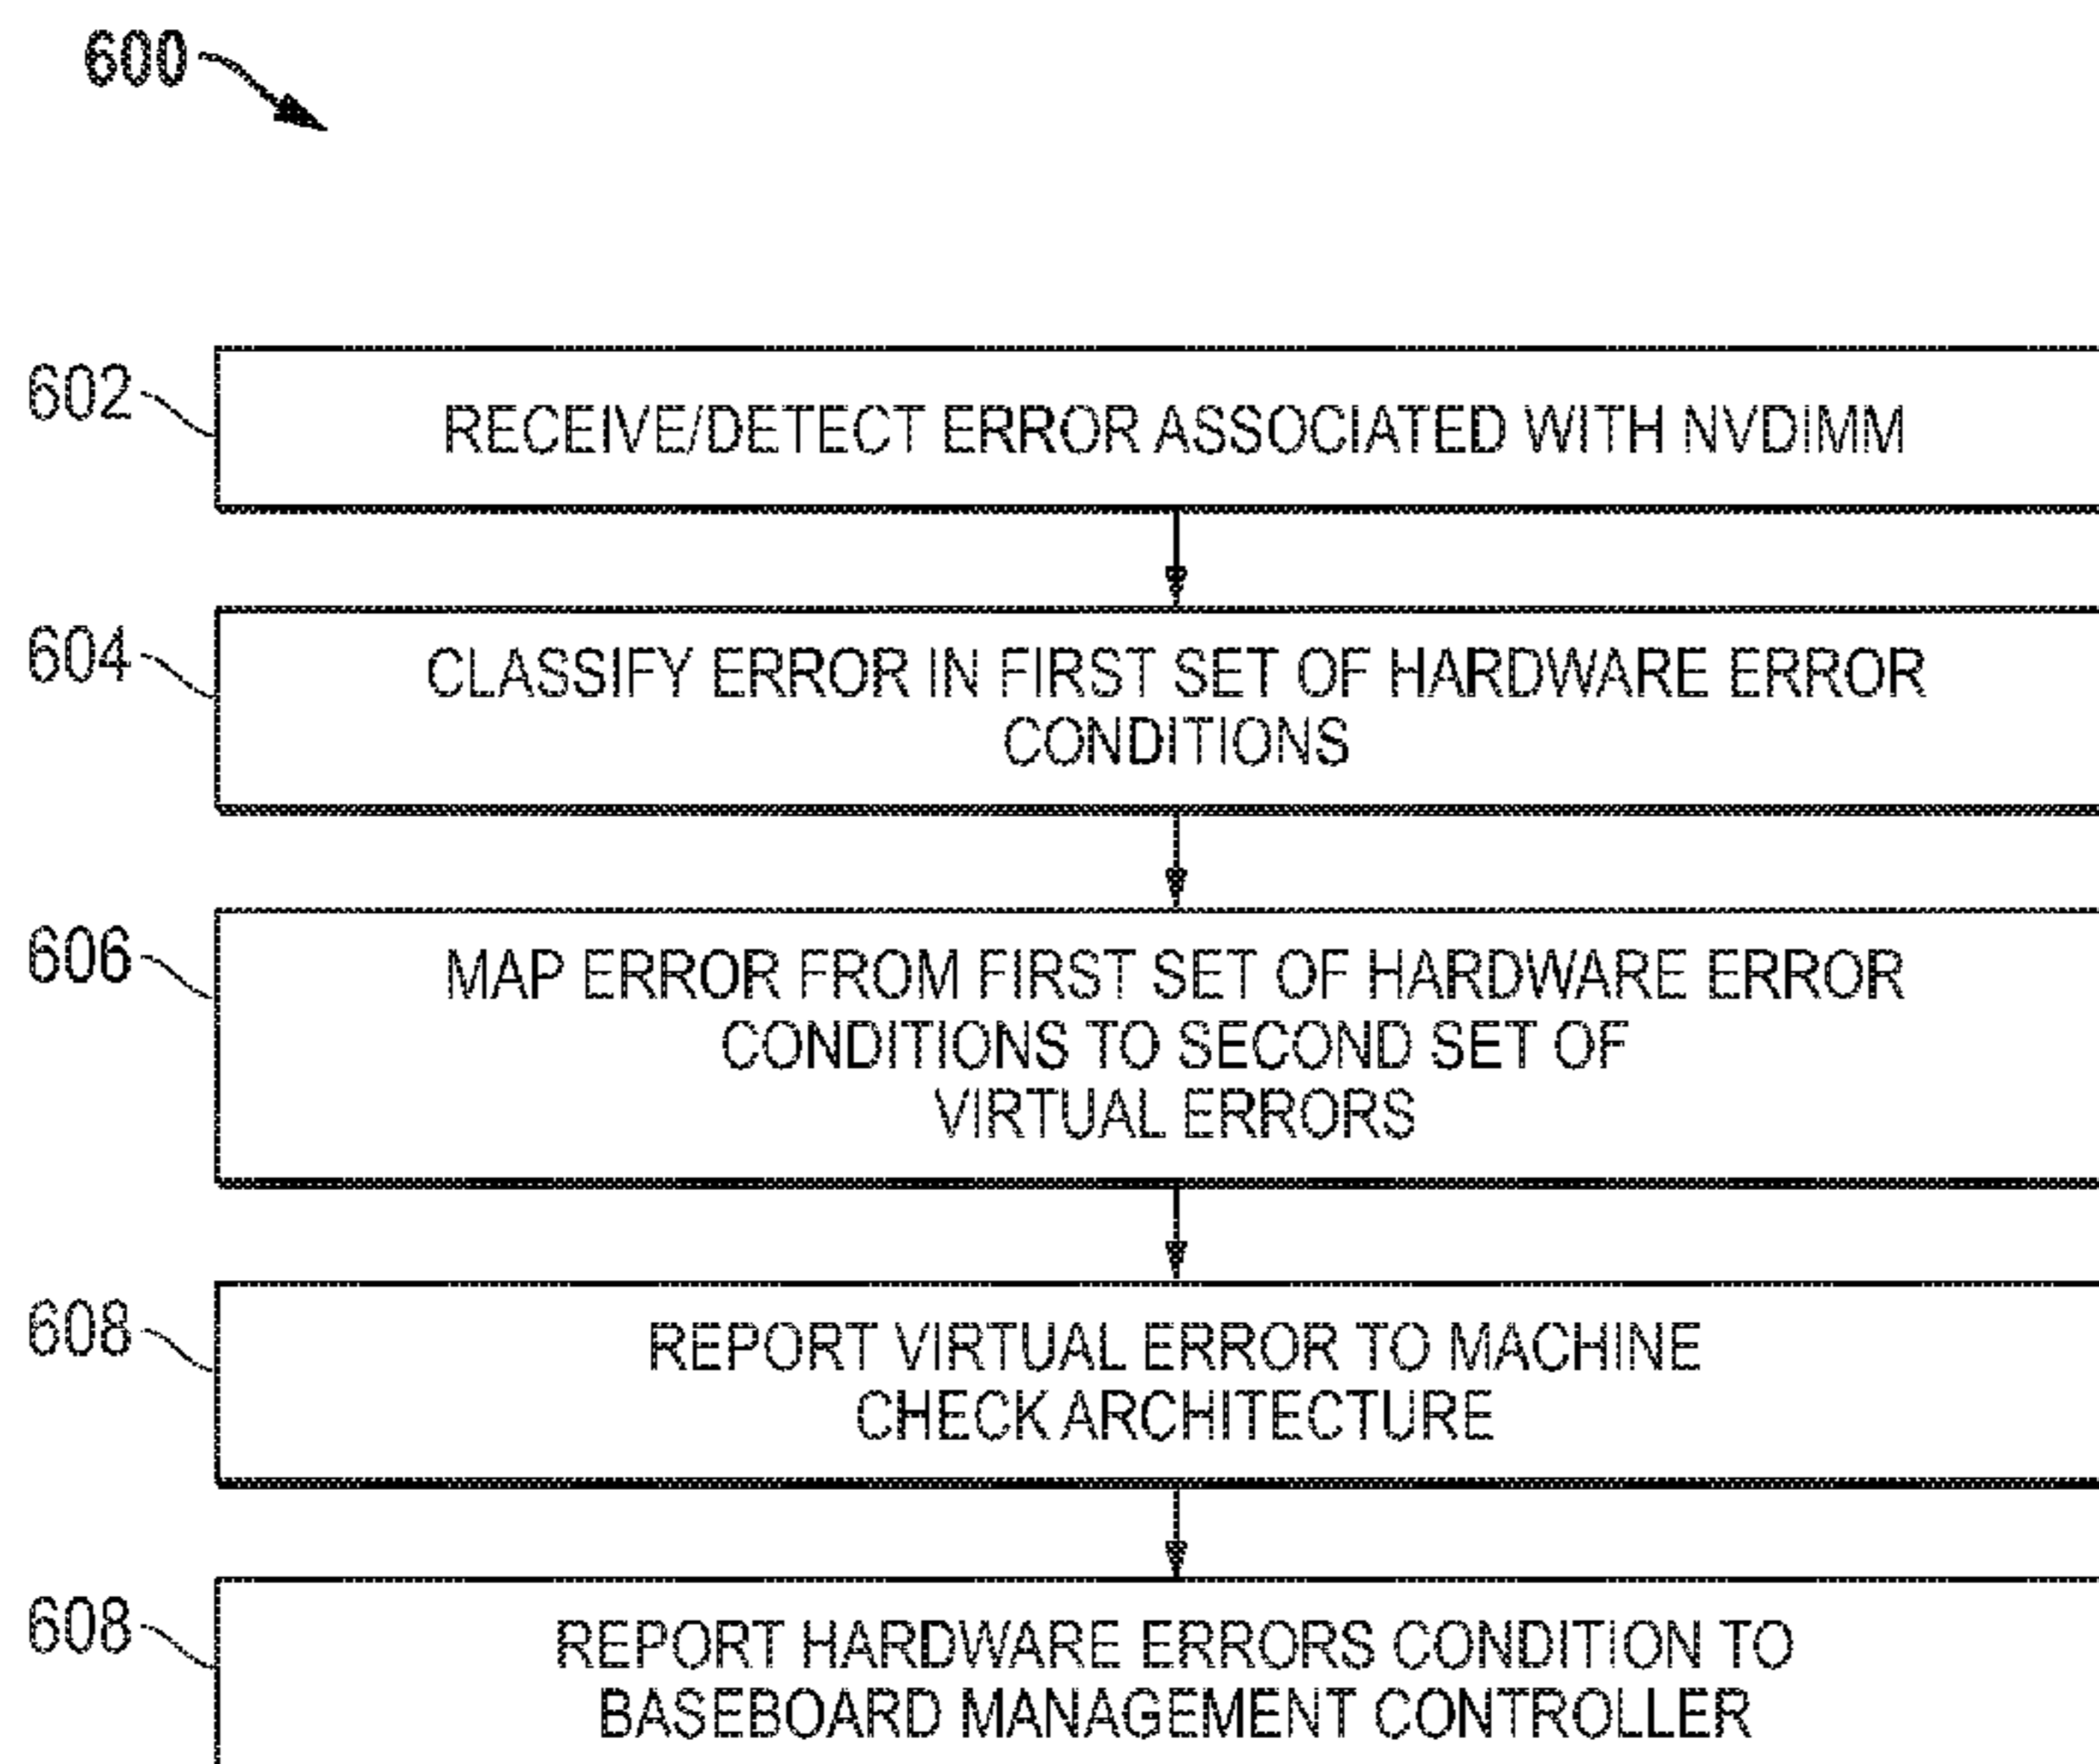 600
602
RECEIVE/DETECT ERROR ASSOCIATED WITH NVDIMM
604
CLASSIFY ERROR IN FIRST SET OF HARDWARE ERROR
CONDITIONS
606
MAP ERROR FROM FIRST SET OF HARDWARE ERROR
CONDITIONS TO SECOND SET OF
VIRTUAL ERRORS
608
REPORT VIRTUAL ERROR TO MACHINE
CHECK ARCHITECTURE
608
REPORT HARDWARE ERRORS CONDITION TO
BASEBOARD MANAGEMENT CONTROLLER